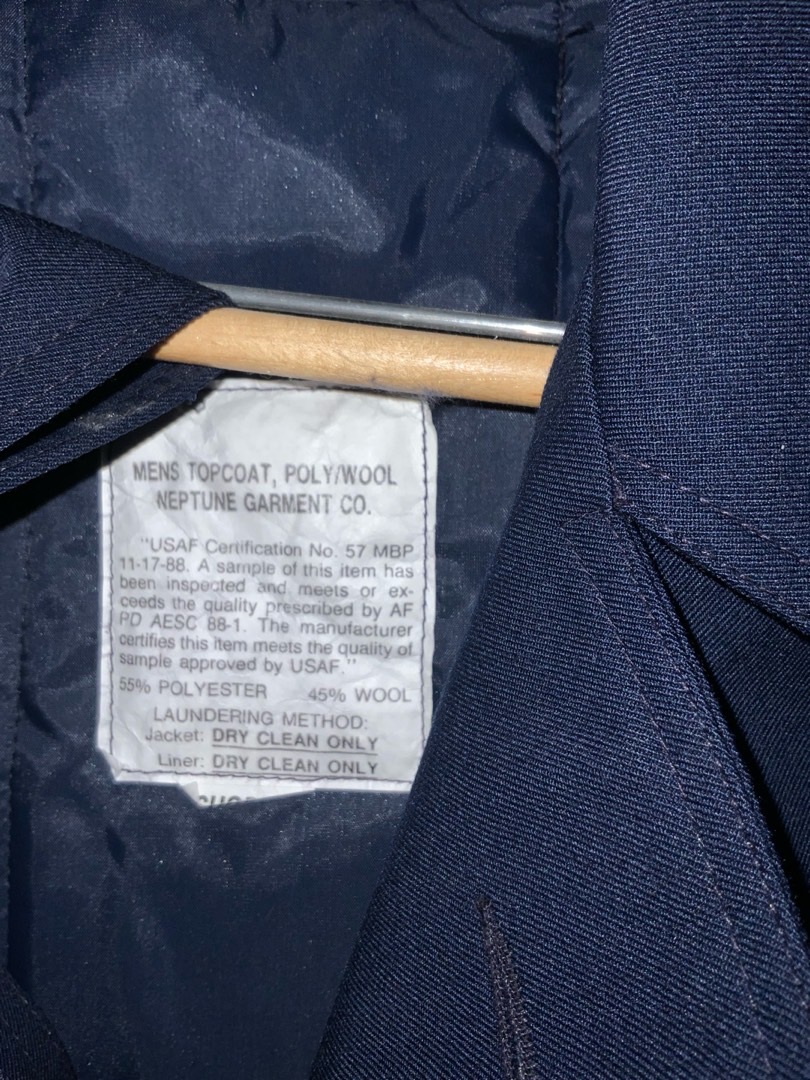 MENS TOPCOAT, POLY/WOOL
NEPTUNE GARMENT CO.
"USAF Certification No. 57 MBP
11-17-88. A sample of this item has
been inspected and meets or ex-
ceeds the quality prescribed by AF
PD AESC 88-1. The manufacturer
certifies this item meets the quality of
sample approved by USAF."
55% POLYESTER 45% WOOL
LAUNDERING METHOD:
Jacket: DRY CLEAN ONLY
Liner: DRY CLEAN ONLY